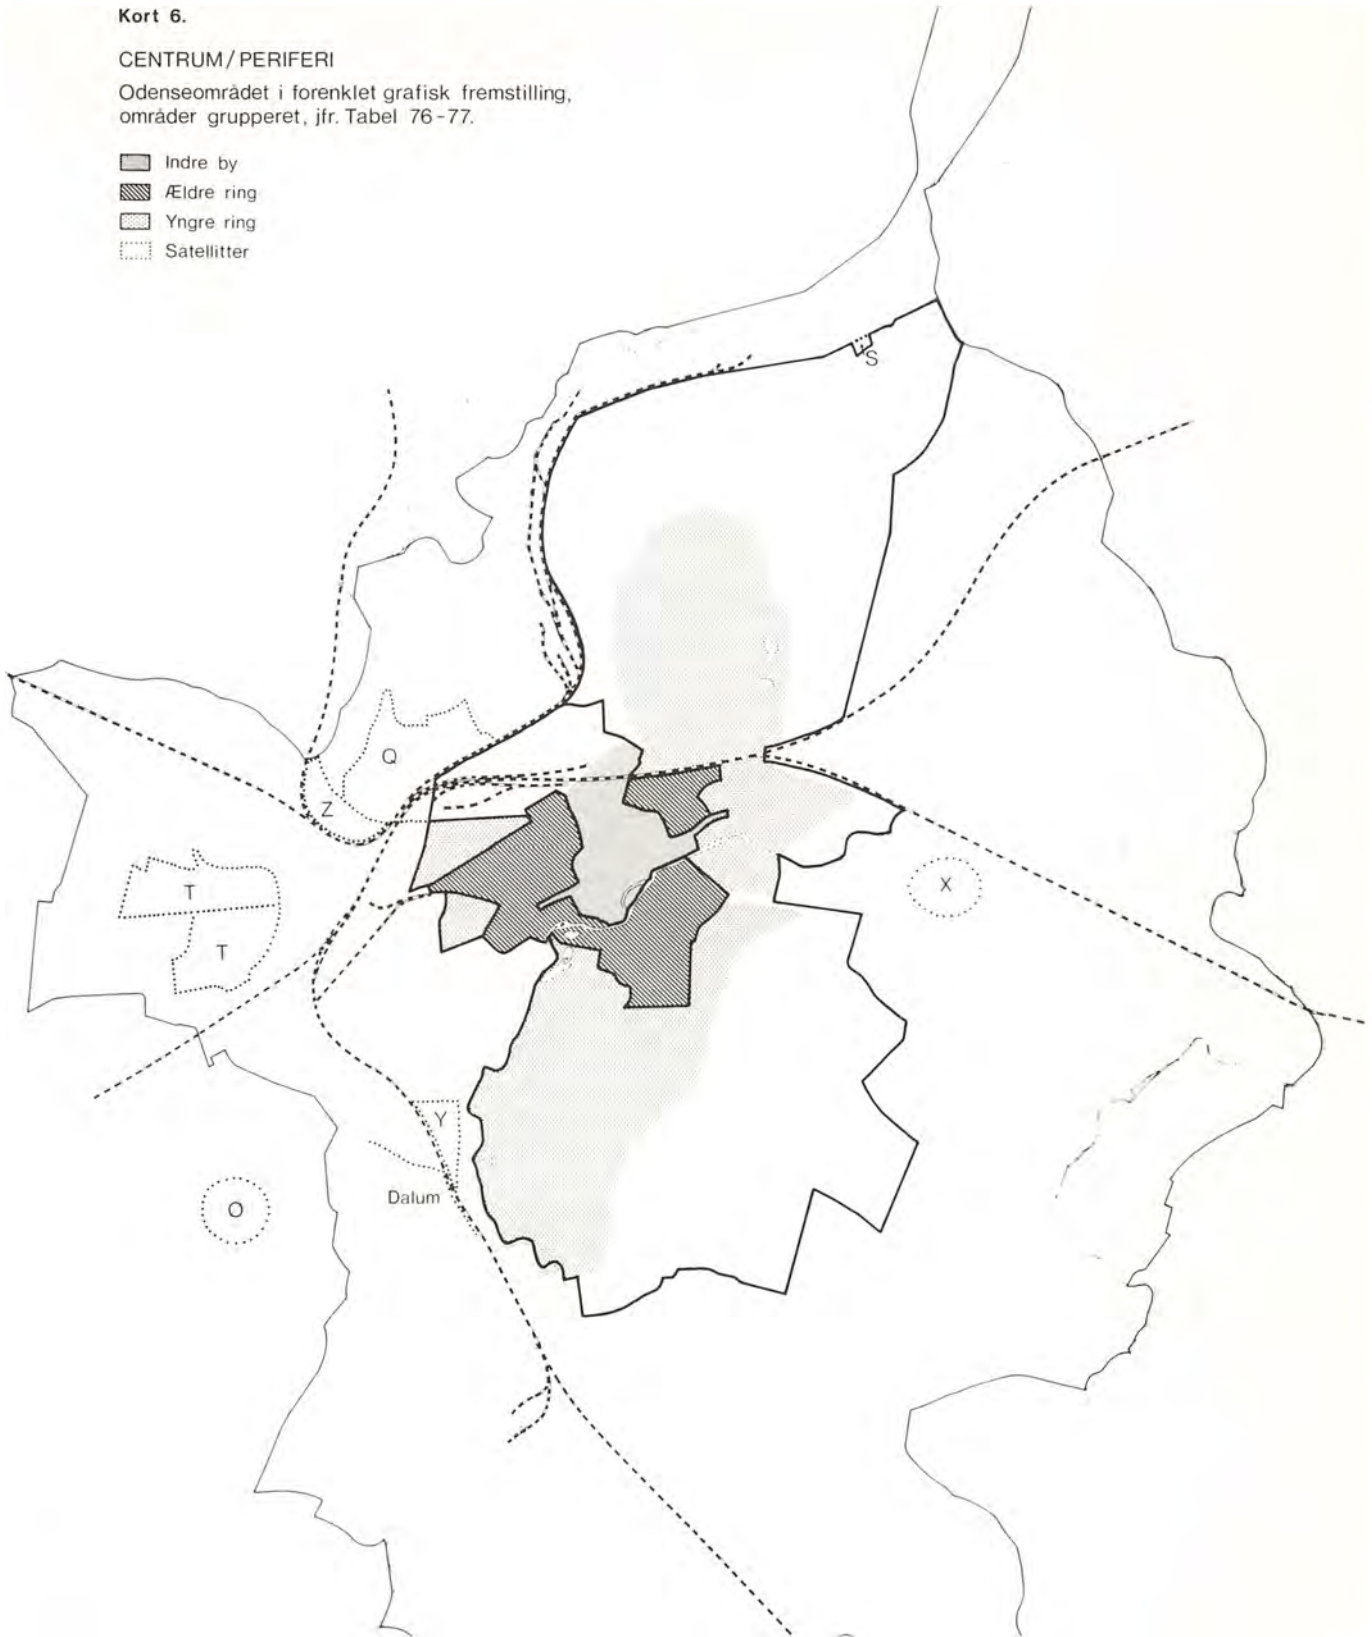 Kort 6.
CENTRUM/PERIFERI
Odenseområdet i forenklet grafisk fremstilling,
områder grupperet, jfr. Tabel 76-77.
Indre by
Ældre ring
Yngre ring
Satellitter
S
Q
Z
T
X
T
Y
Dalum
O